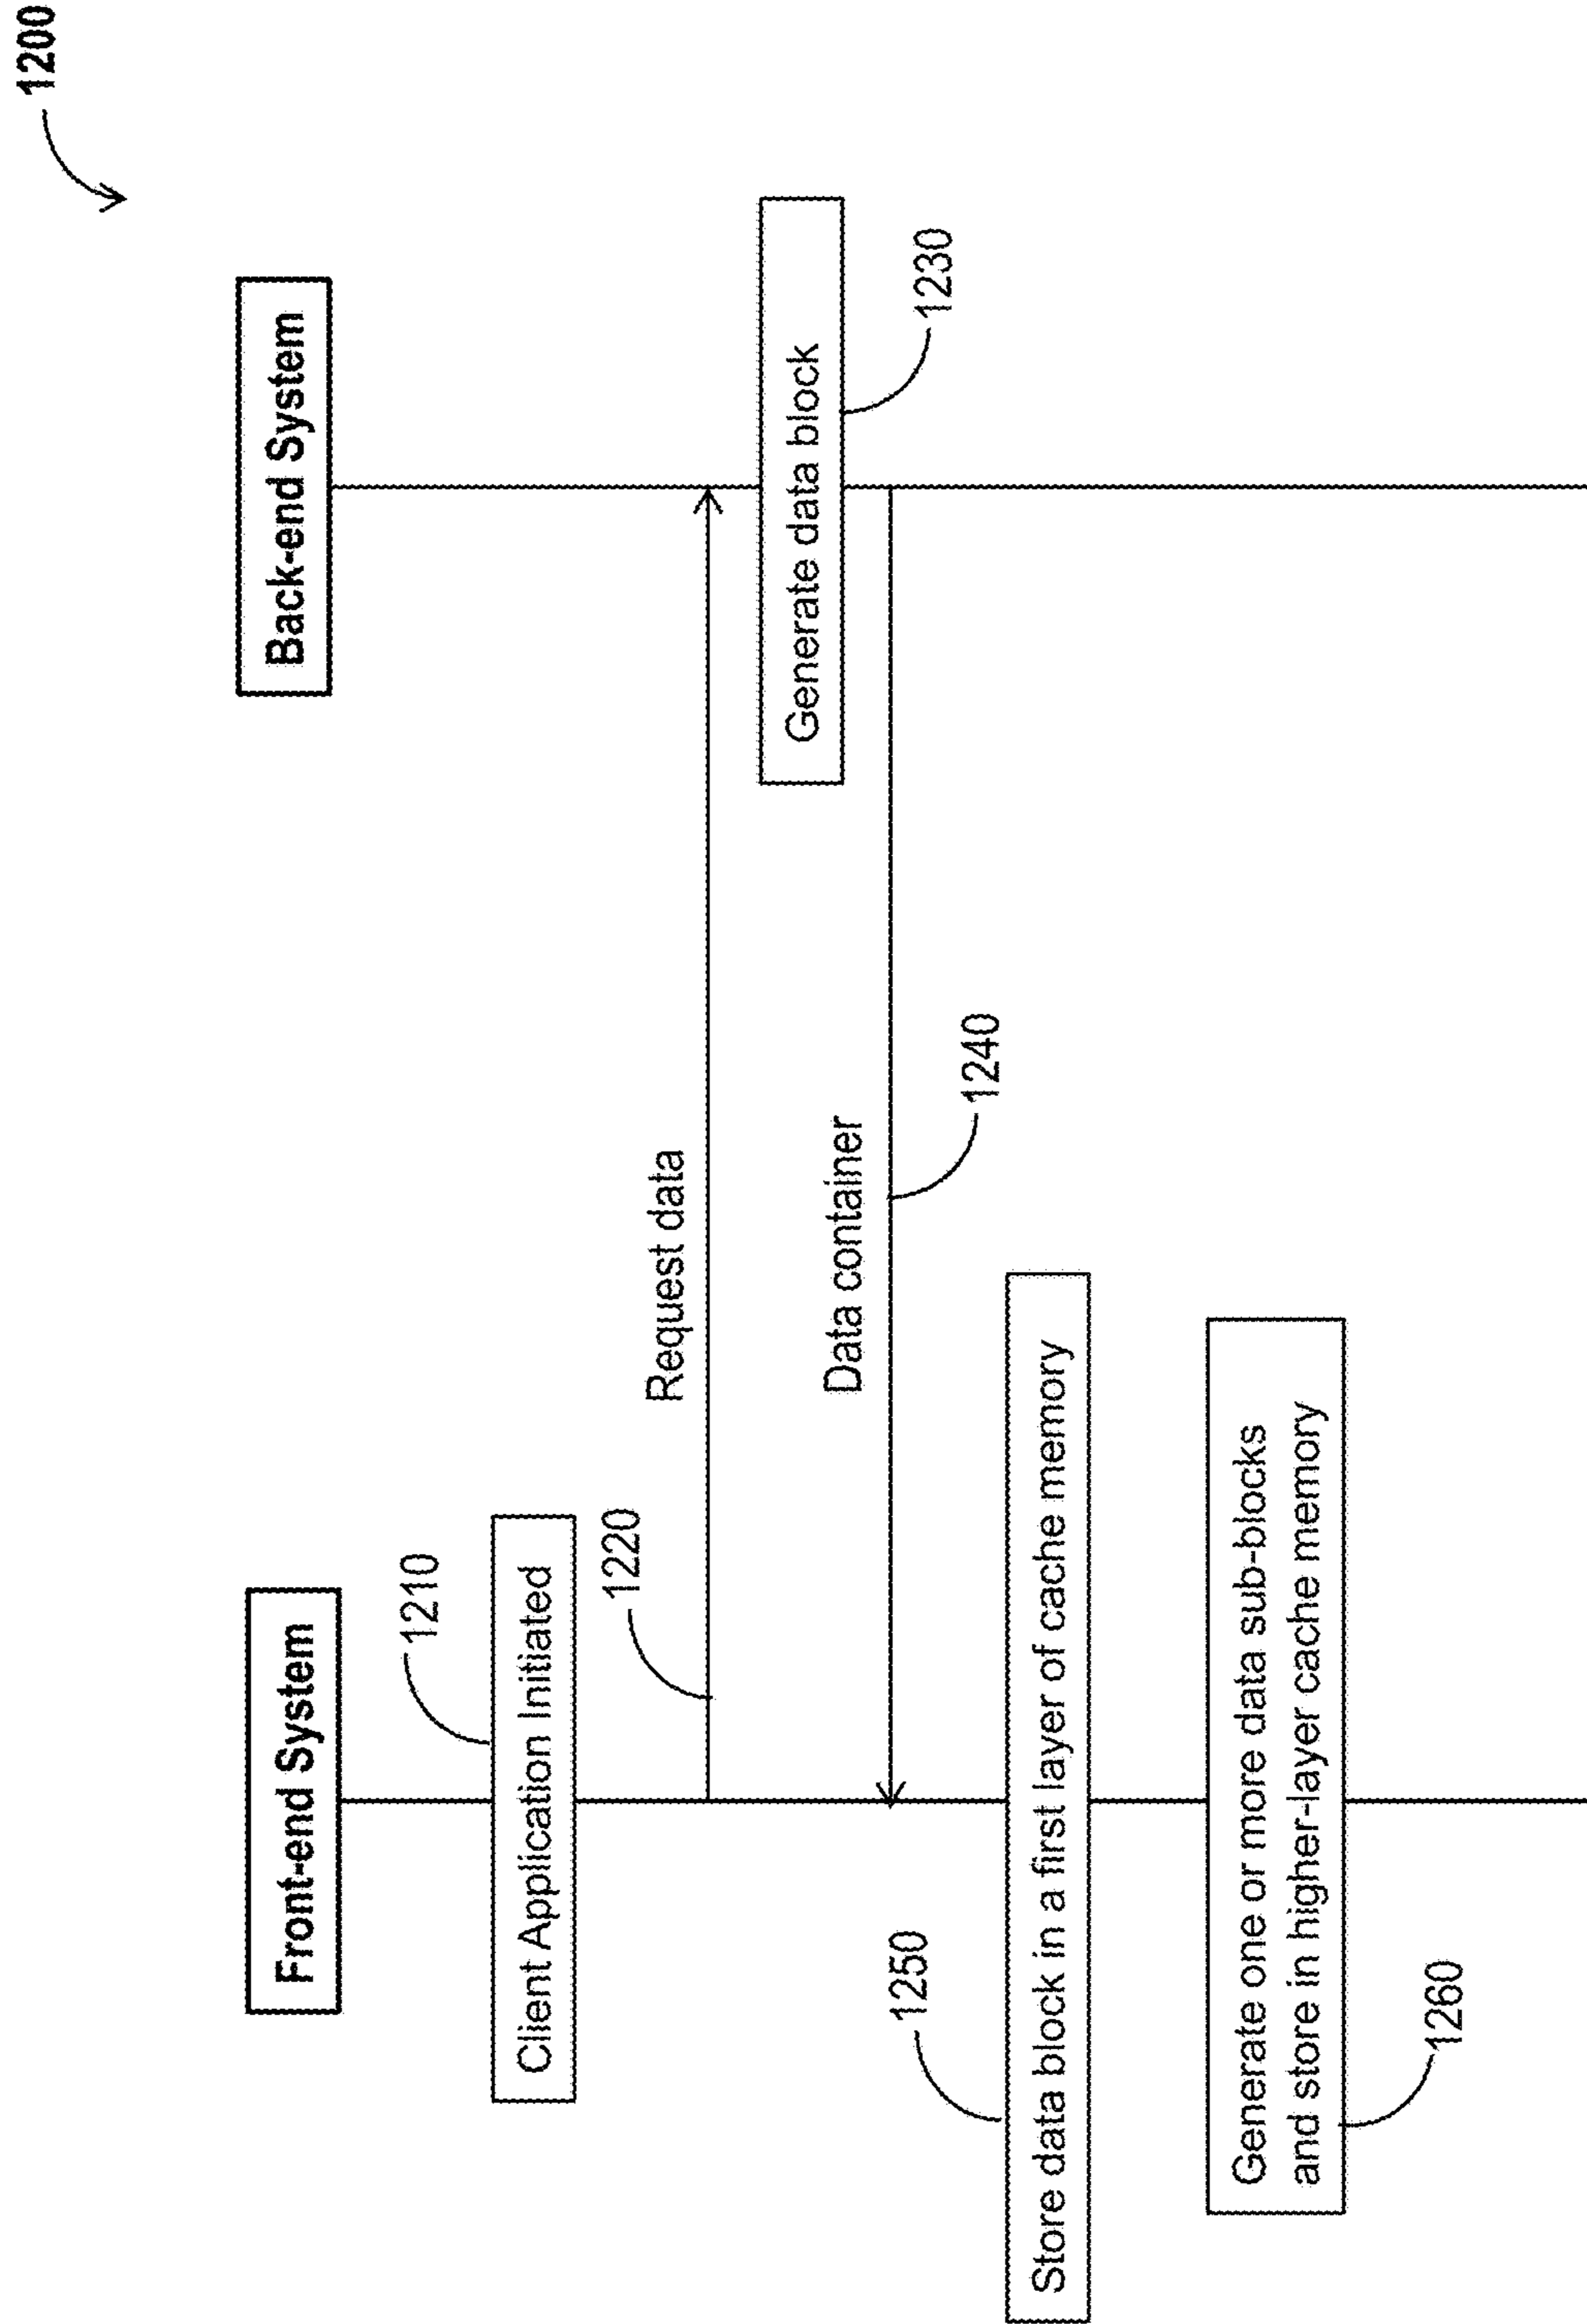 1200
Front-end System
Back-end System
1210
Client Application Initiated
1220
Request data
Generate data block
1230
Data container
1240
1250
Store data block in a first layer of cache memory
Generate one or more data sub-blocks
and store in higher-layer cache memory
1260